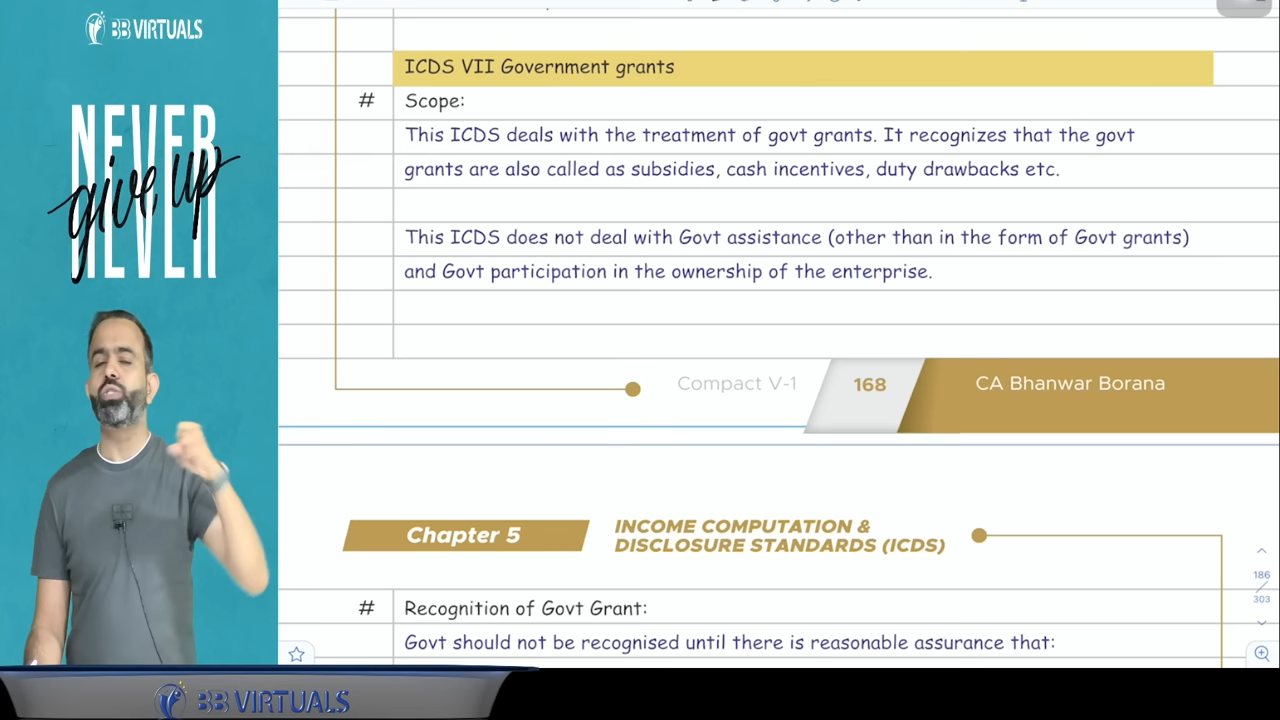 BB VIRTUALS
NEVER
give up
NEVER
ICDS VII Government grants
# Scope:
This ICDS deals with the treatment of govt grants. It recognizes that the govt
grants are also called as subsidies, cash incentives, duty drawbacks etc.
This ICDS does not deal with Govt assistance (other than in the form of Govt grants)
and Govt participation in the ownership of the enterprise.
Compact V-1 168 CA Bhanwar Borana
Chapter 5
INCOME COMPUTATION &
DISCLOSURE STANDARDS (ICDS)
186
303
# Recognition of Govt Grant:
Govt should not be recognised until there is reasonable assurance that:
BB VIRTUALS